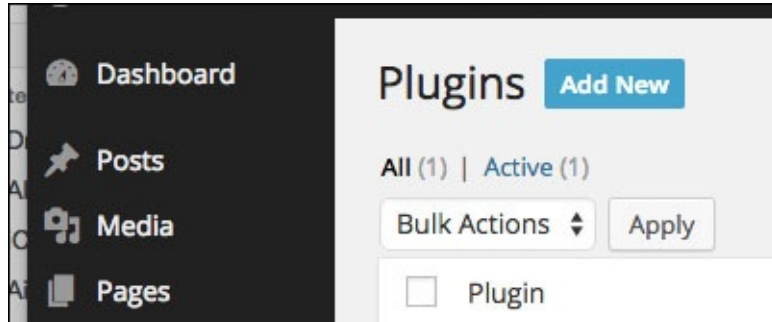 Dashboard
Posts
Media
Pages
Plugins Add New
All (1) | Active (1)
Bulk Actions Apply
Plugin